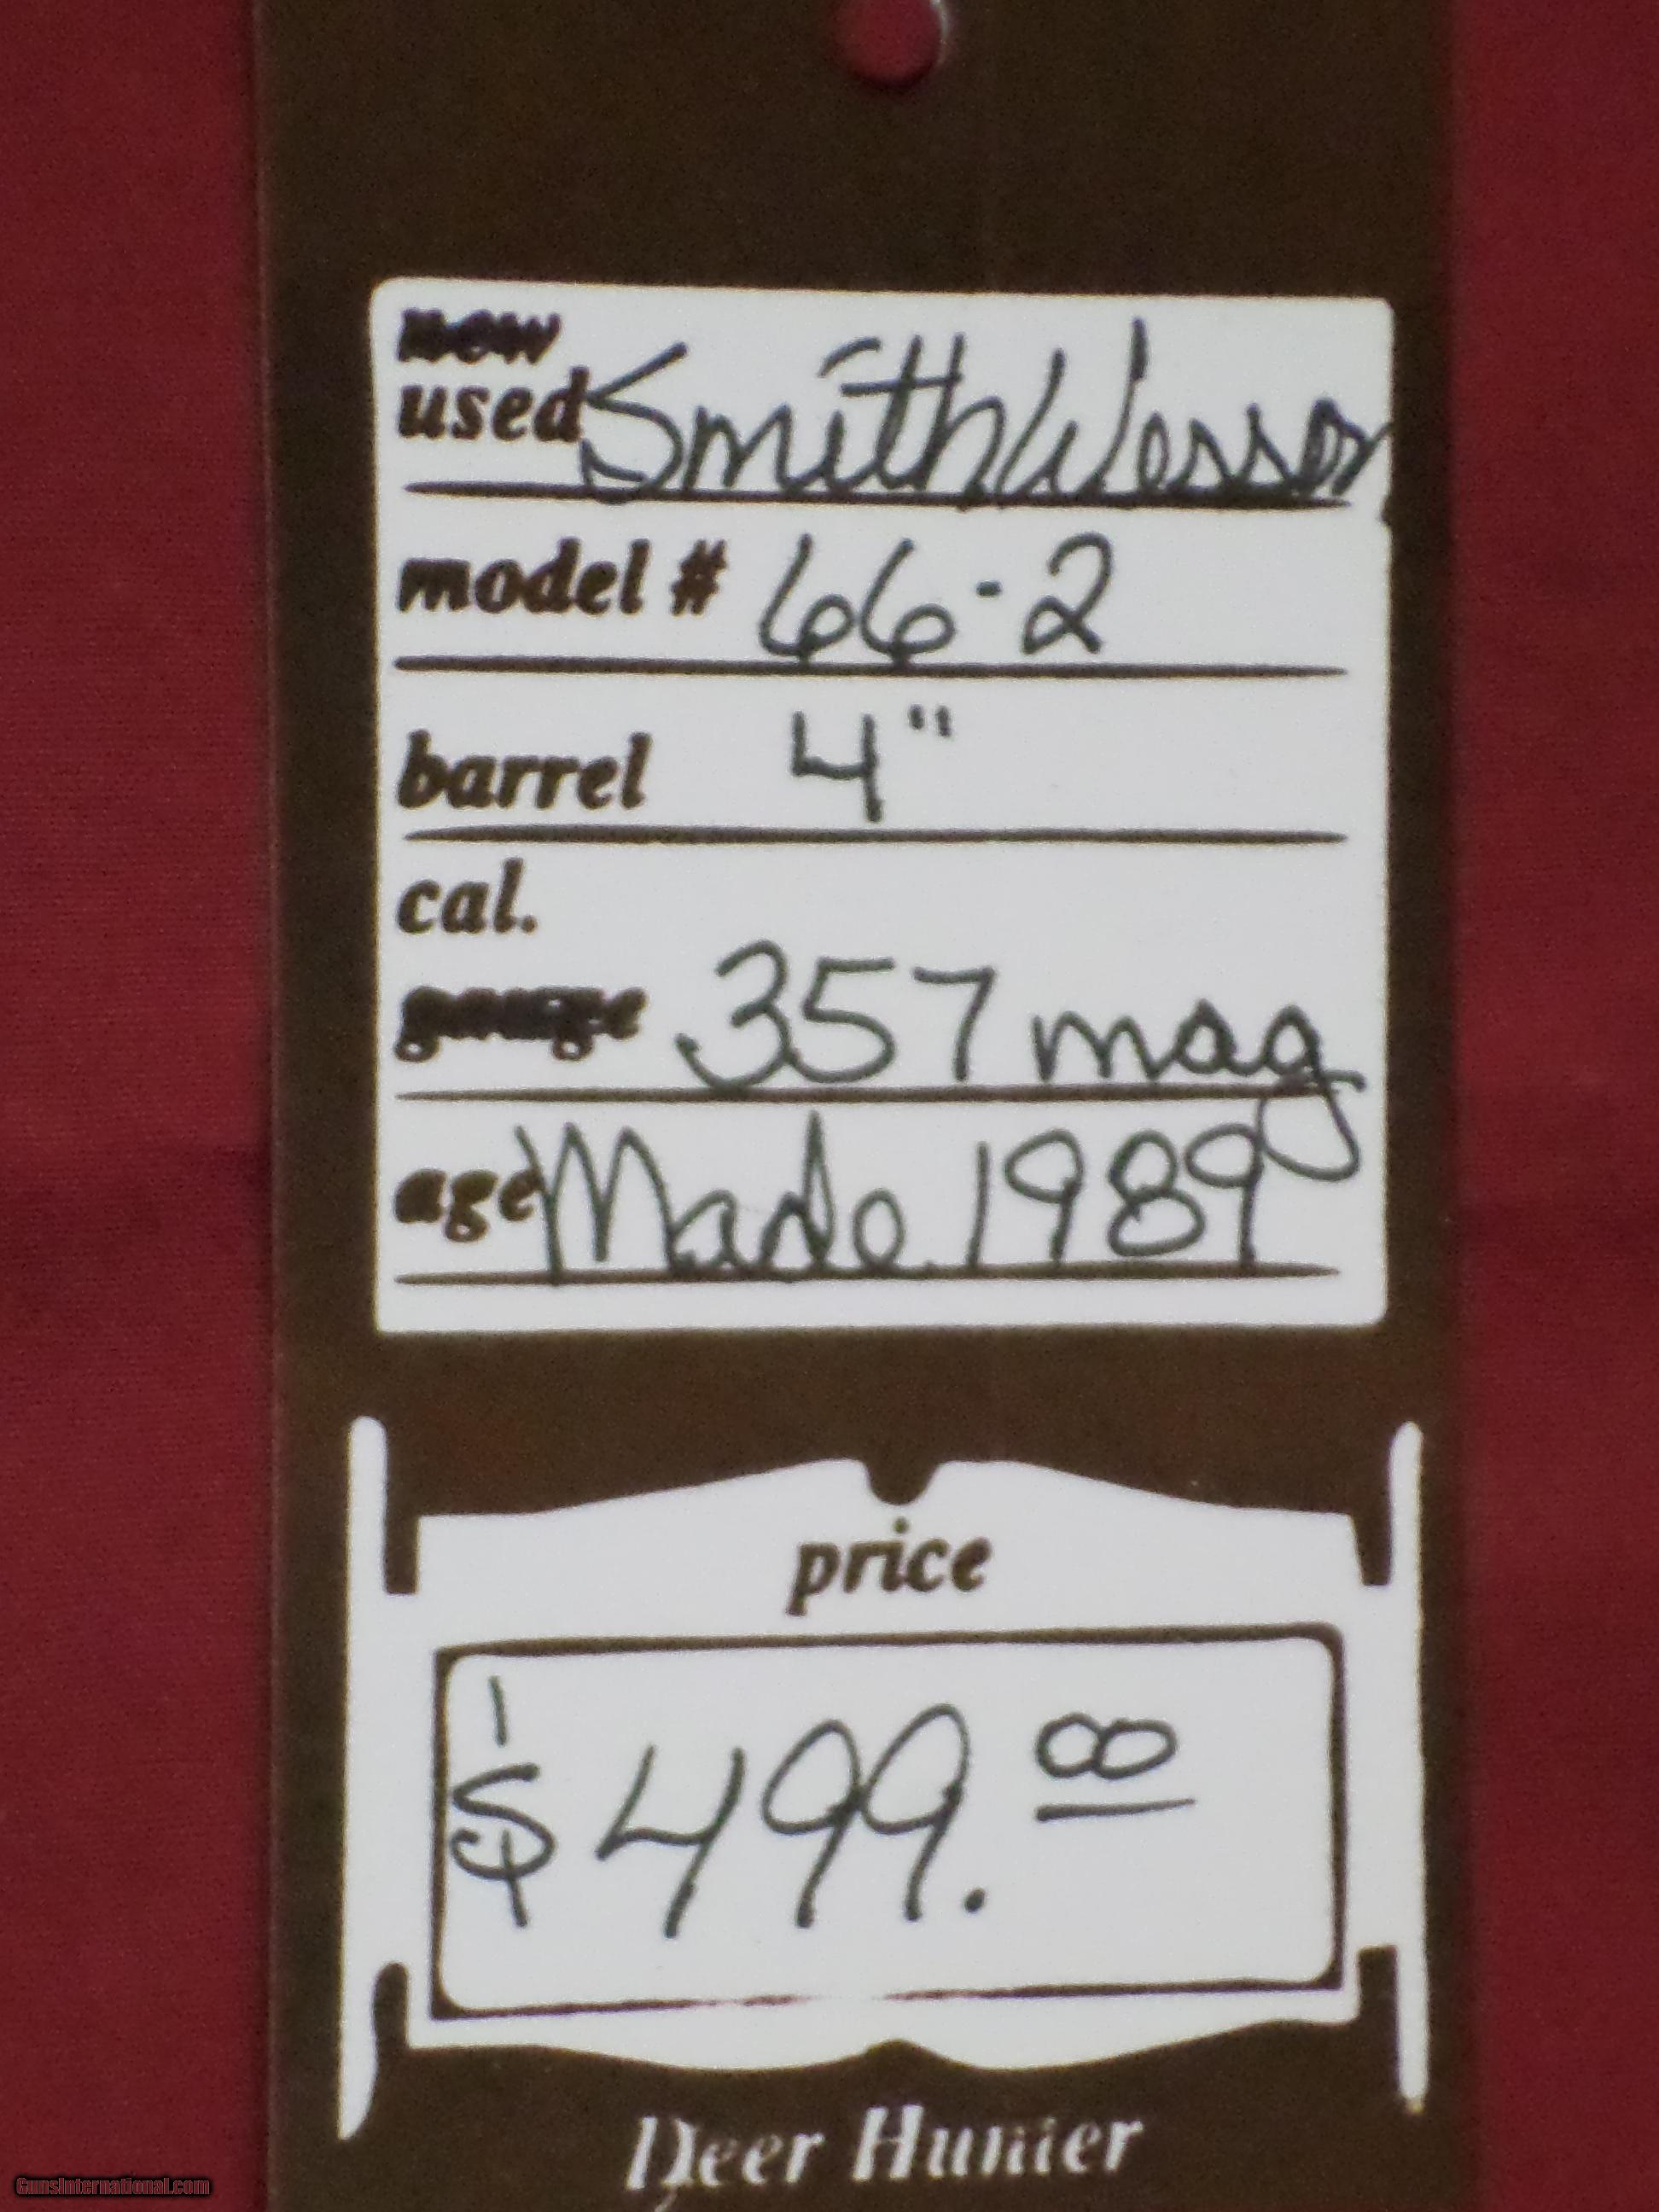 new
used Smith Wesson
model # 66-2
barrel 4"
cal.
gauge 357 mag
age Made 1989
price
$499.00
Deer Hunter
GunsInternational.com